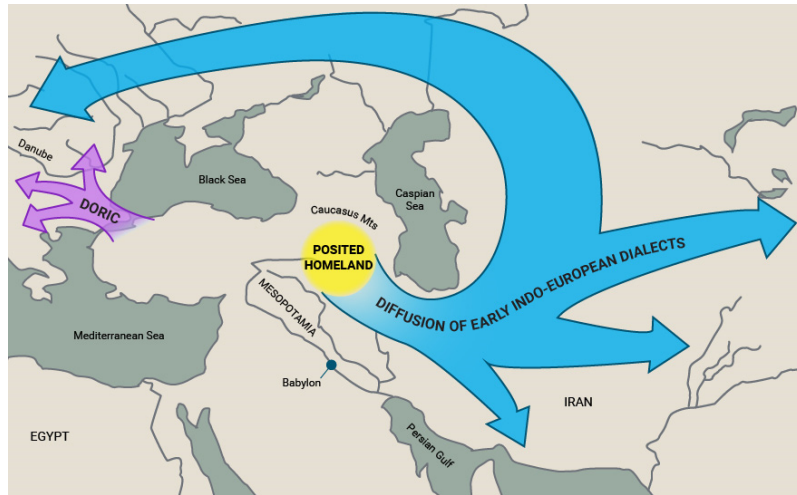 Danube
Black Sea
DORIC
Caspian
Sea
Caucasus Mts
POSITED
HOMELAND
DIFFUSION OF EARLY INDO-EUROPEAN DIALECTS
MESOPOTAMIA
Mediterranean Sea
Babylon
IRAN
EGYPT
Persian Gulf